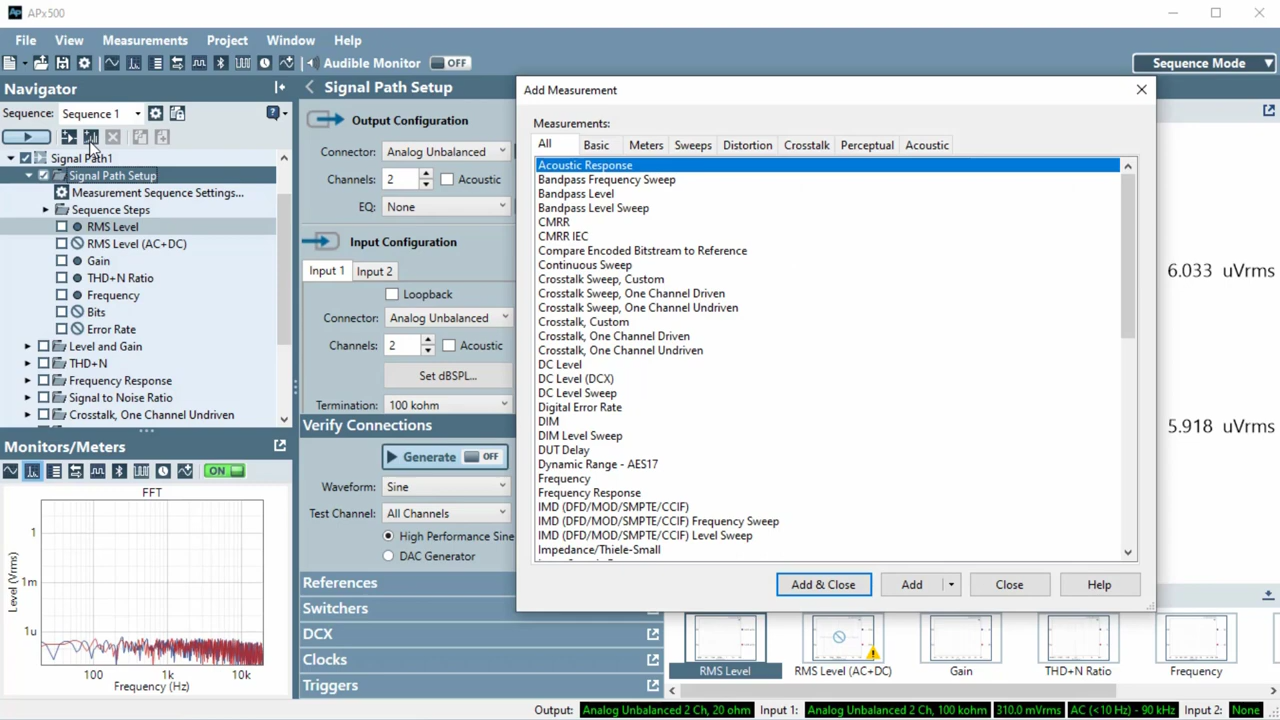 APx500
File View Measurements Project Window Help
Audible Monitor OFF
Sequence Mode
Navigator
Sequence: Sequence 1
Signal Path1
Signal Path Setup
Measurement Sequence Settings...
Sequence Steps
RMS Level
RMS Level (AC+DC)
Gain
THD+N Ratio
Frequency
Bits
Error Rate
Level and Gain
THD+N
Frequency Response
Signal to Noise Ratio
Crosstalk, One Channel Undriven
Monitors/Meters
ON
FFT
Level (Vrms)
1
1m
1u
100 1k 10k
Frequency (Hz)
Signal Path Setup
Output Configuration
Connector: Analog Unbalanced
Channels: 2 Acoustic
EQ: None
Input Configuration
Input 1 Input 2
Loopback
Connector: Analog Unbalanced
Channels: 2 Acoustic
Set dBSPL...
Termination: 100 kohm
Verify Connections
Generate OFF
Waveform: Sine
Test Channel: All Channels
High Performance Sine
DAC Generator
References
Switchers
DCX
Clocks
Triggers
Add Measurement
Measurements:
All Basic Meters Sweeps Distortion Crosstalk Perceptual Acoustic
Acoustic Response
Bandpass Frequency Sweep
Bandpass Level
Bandpass Level Sweep
CMRR
CMRR IEC
Compare Encoded Bitstream to Reference
Continuous Sweep
Crosstalk Sweep, Custom
Crosstalk Sweep, One Channel Driven
Crosstalk Sweep, One Channel Undriven
Crosstalk, Custom
Crosstalk, One Channel Driven
Crosstalk, One Channel Undriven
DC Level
DC Level (DCX)
DC Level Sweep
Digital Error Rate
DIM
DIM Level Sweep
DUT Delay
Dynamic Range - AES17
Frequency
Frequency Response
IMD (DFD/MOD/SMPTE/CCIF)
IMD (DFD/MOD/SMPTE/CCIF) Frequency Sweep
IMD (DFD/MOD/SMPTE/CCIF) Level Sweep
Impedance/Thiele-Small
Add & Close Add Close Help
6.033 uVrms
5.918 uVrms
RMS Level RMS Level (AC+DC) Gain THD+N Ratio Frequency
Output: Analog Unbalanced 2 Ch, 20 ohm Input 1: Analog Unbalanced 2 Ch, 100 kohm 310.0 mVrms AC (<10 Hz) - 90 kHz Input 2: None